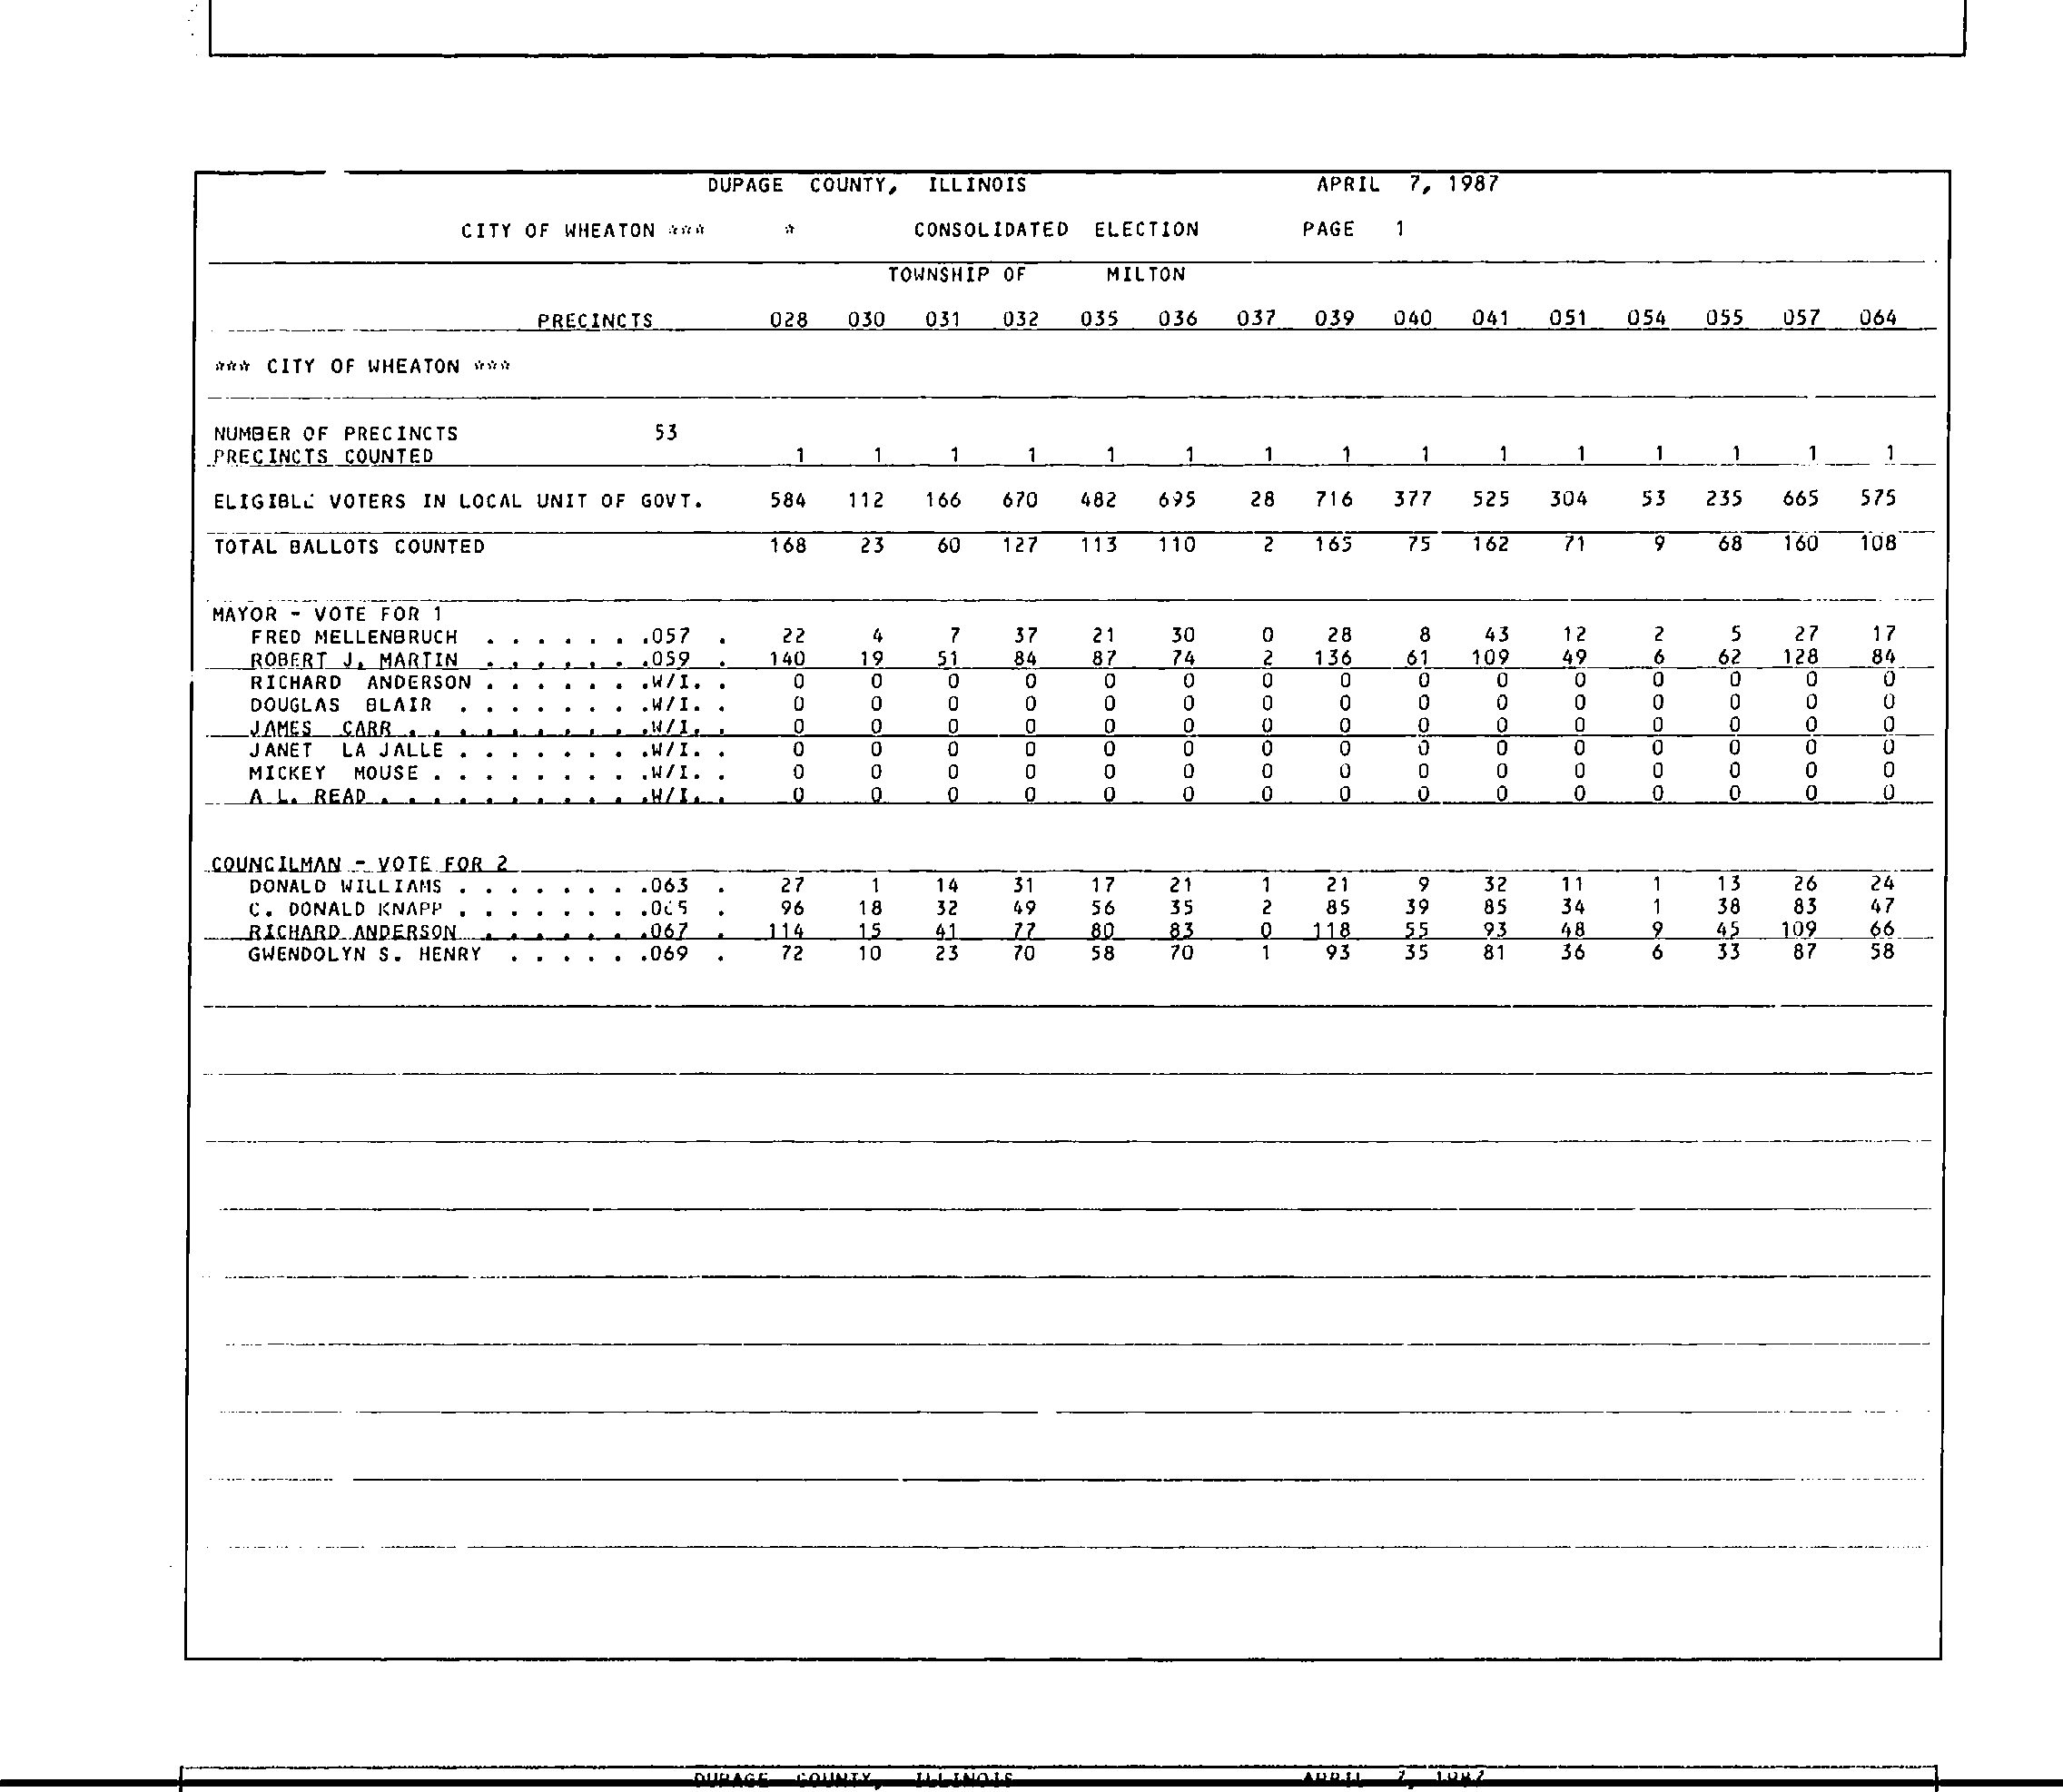 DUPAGE COUNTY, ILLINOIS APRIL 7, 1987
CITY OF WHEATON *** * CONSOLIDATED ELECTION PAGE 1
TOWNSHIP OF MILTON
PRECINCTS 028 030 031 032 035 036 037 039 040 041 051 054 055 057 064
*** CITY OF WHEATON ***
NUMBER OF PRECINCTS 53
PRECINCTS COUNTED 1 1 1 1 1 1 1 1 1 1 1 1 1 1 1
ELIGIBLE VOTERS IN LOCAL UNIT OF GOVT. 584 112 166 670 482 695 28 716 377 525 304 53 235 665 575
TOTAL BALLOTS COUNTED 168 23 60 127 113 110 2 165 75 162 71 9 68 160 108
MAYOR - VOTE FOR 1
FRED MELLENBRUCH . . . . . . .057 . 22 4 7 37 21 30 0 28 8 43 12 2 5 27 17
ROBERT J. MARTIN . . . . . . .059 . 140 19 51 84 87 74 2 136 61 109 49 6 62 128 84
RICHARD ANDERSON . . . . . . .W/I. . 0 0 0 0 0 0 0 0 0 0 0 0 0 0 0
DOUGLAS BLAIR . . . . . . . .W/I. . 0 0 0 0 0 0 0 0 0 0 0 0 0 0 0
JAMES CARR . . . . . . . . . .W/I. . 0 0 0 0 0 0 0 0 0 0 0 0 0 0 0
JANET LA JALLE . . . . . . . .W/I. . 0 0 0 0 0 0 0 0 0 0 0 0 0 0 0
MICKEY MOUSE . . . . . . . . .W/I. . 0 0 0 0 0 0 0 0 0 0 0 0 0 0 0
A L. READ . . . . . . . . . . .W/I. . 0 0 0 0 0 0 0 0 0 0 0 0 0 0 0
COUNCILMAN - VOTE FOR 2
DONALD WILLIAMS . . . . . . . .063 . 27 1 14 31 17 21 1 21 9 32 11 1 13 26 24
C. DONALD KNAPP . . . . . . . .065 . 96 18 32 49 56 35 2 85 39 85 34 1 38 83 47
RICHARD ANDERSON . . . . . . .067 . 114 15 41 77 80 83 0 118 55 93 48 9 45 109 66
GWENDOLYN S. HENRY . . . . . .069 . 72 10 23 70 58 70 1 93 35 81 36 6 33 87 58
DUPAGE COUNTY, ILLINOIS APRIL 7, 1987